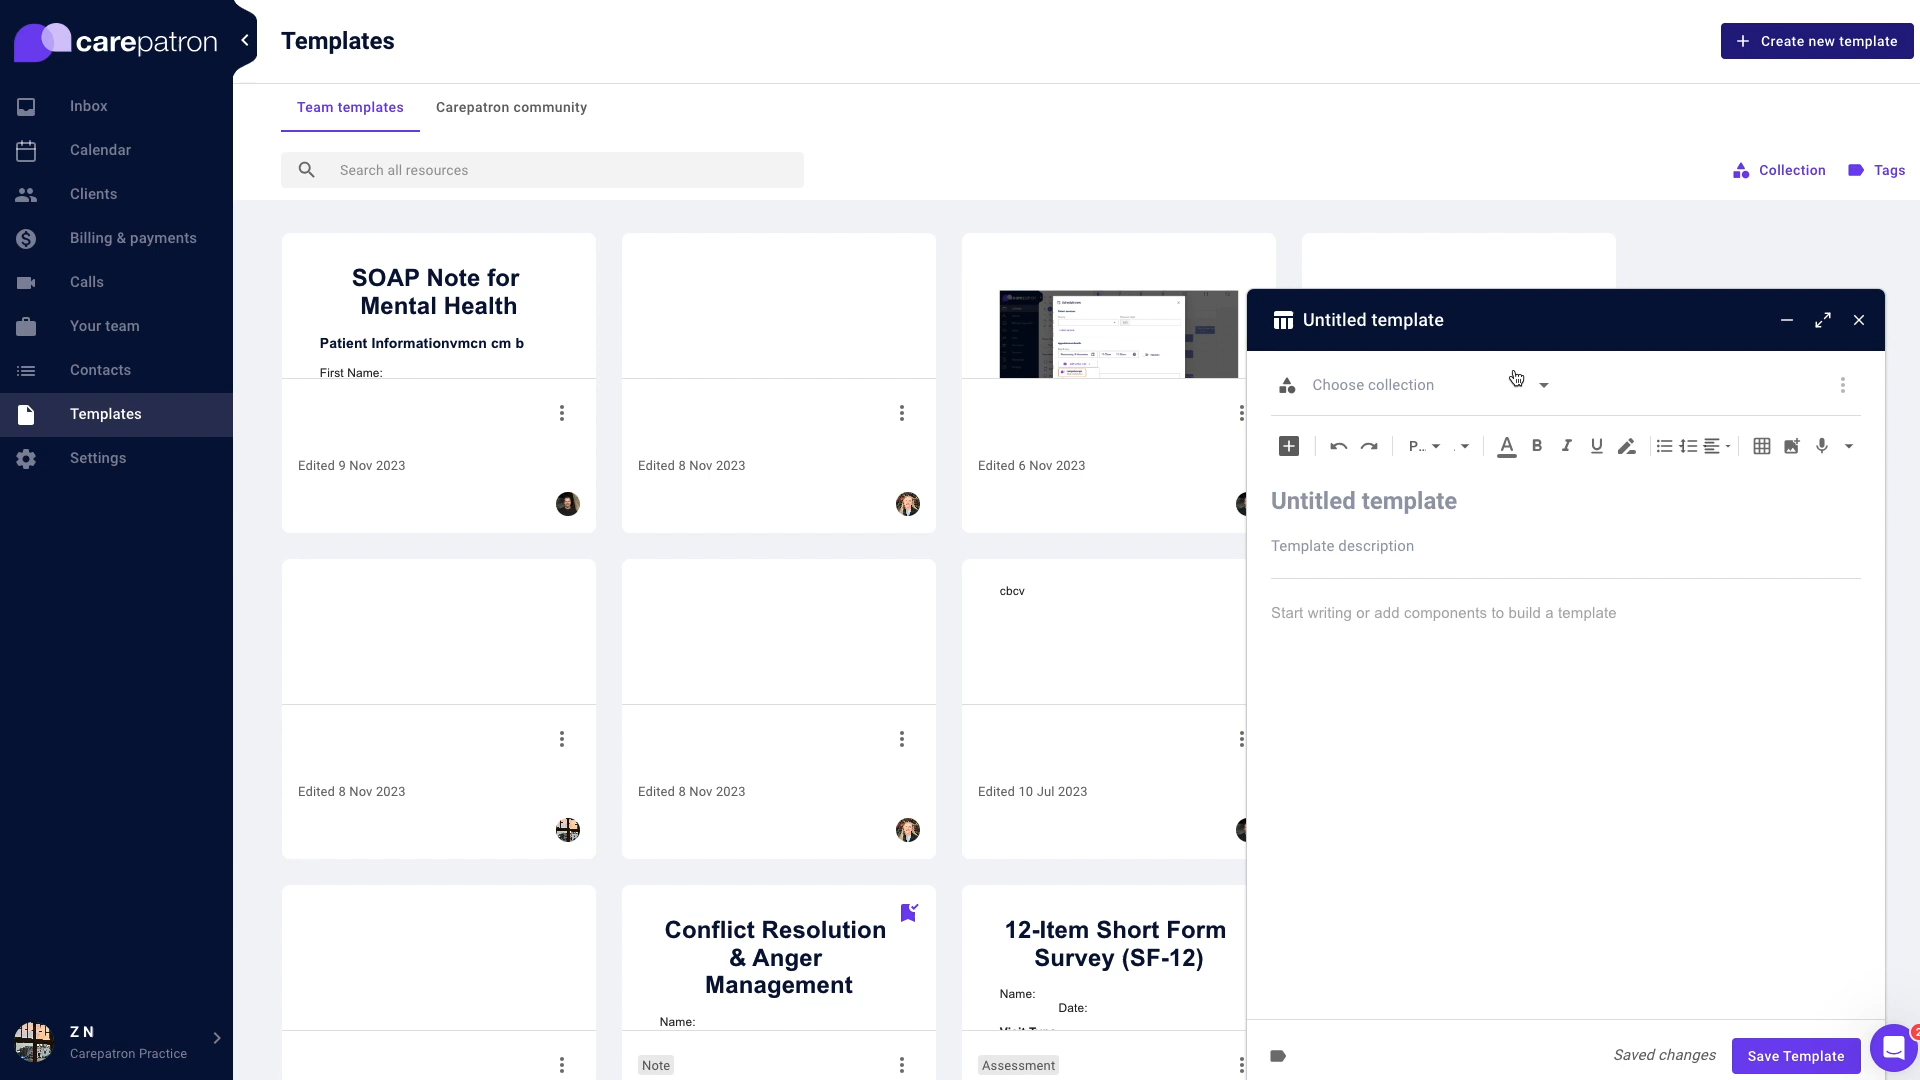 carepatron
Templates
+ Create new template
Inbox
Calendar
Clients
Billing & payments
Calls
Your team
Contacts
Templates
Settings
Team templates
Carepatron community
Search all resources
Collection
Tags
SOAP Note for
Mental Health
Patient Informationvmcn cm b
First Name:
Edited 9 Nov 2023
Edited 8 Nov 2023
Edited 6 Nov 2023
Edited 8 Nov 2023
Edited 8 Nov 2023
cbcv
Edited 10 Jul 2023
Conflict Resolution
& Anger
Management
Name:
Note
12-Item Short Form
Survey (SF-12)
Name:
Date:
Assessment
Untitled template
Choose collection
P...
A
B
I
U
Untitled template
Template description
Start writing or add components to build a template
Saved changes
Save Template
Z N
Carepatron Practice